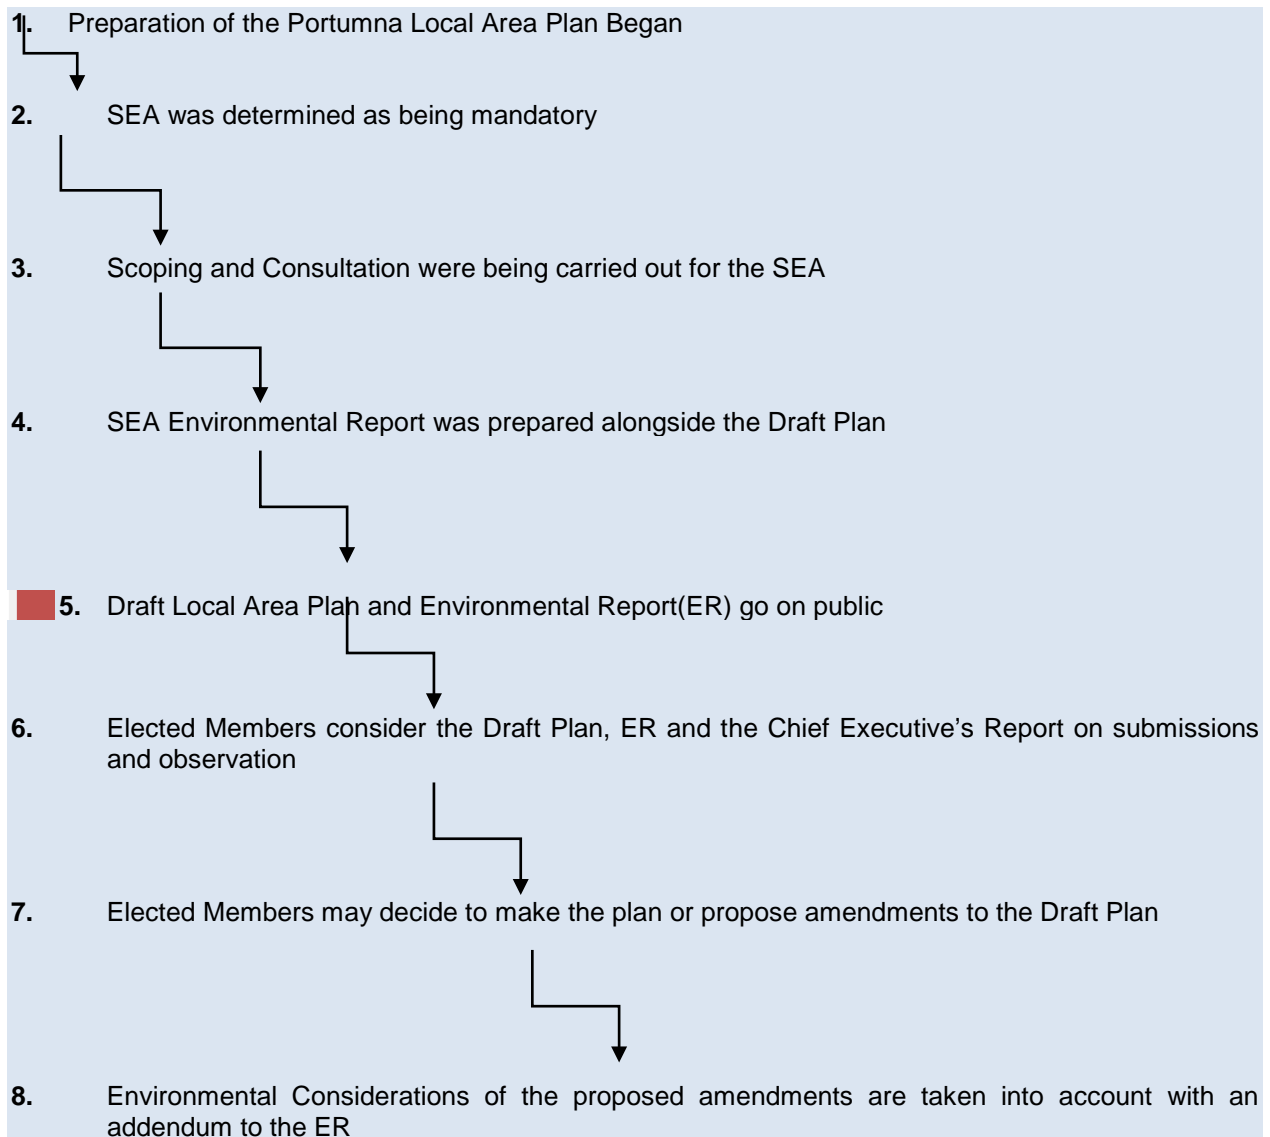 1. Preparation of the Portumna Local Area Plan Began
2. SEA was determined as being mandatory
3. Scoping and Consultation were being carried out for the SEA
4. SEA Environmental Report was prepared alongside the Draft Plan
5. Draft Local Area Plan and Environmental Report(ER) go on public
6. Elected Members consider the Draft Plan, ER and the Chief Executive’s Report on submissions
and observation
7. Elected Members may decide to make the plan or propose amendments to the Draft Plan
8. Environmental Considerations of the proposed amendments are taken into account with an
addendum to the ER